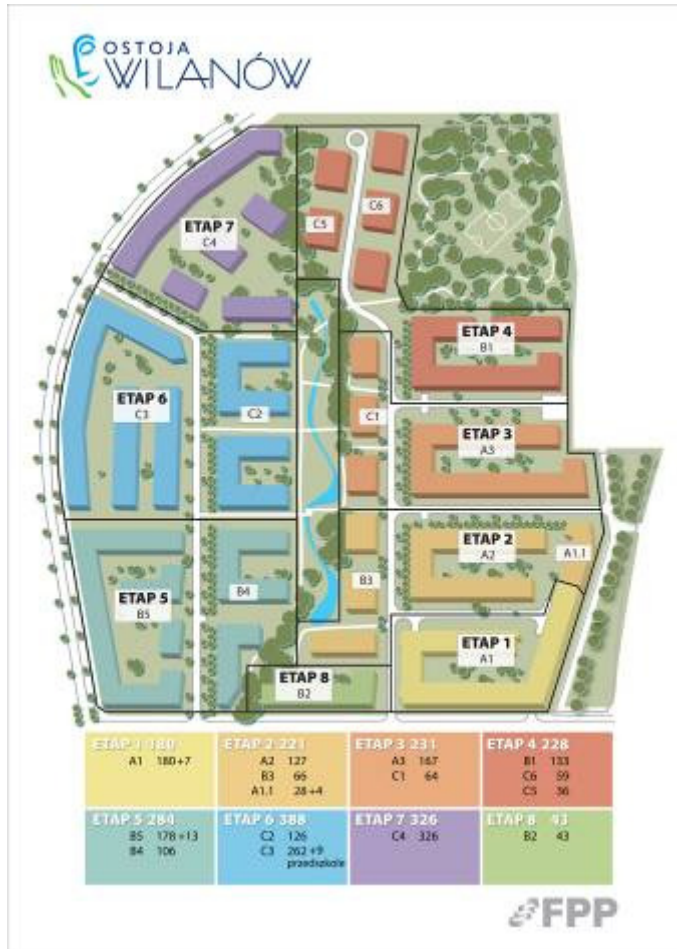 OSTOJA
WILANÓW
ETAP 7
C4
C5
C6
ETAP 4
B1
ETAP 6
C3
C2
C1
ETAP 3
A3
ETAP 2
A2
A1.1
ETAP 5
B5
B4
B3
ETAP 1
A1
ETAP 8
B2
ETAP 1 180
A1 180+7
ETAP 2 221
A2 127
B3 66
A1.1 28+4
ETAP 3 231
A3 167
C1 64
ETAP 4 228
B1 133
C6 59
C5 36
ETAP 5 284
B5 178+13
B4 106
ETAP 6 388
C2 126
C3 262+9
przedszkole
ETAP 7 326
C4 326
ETAP 8 43
B2 43
FPP